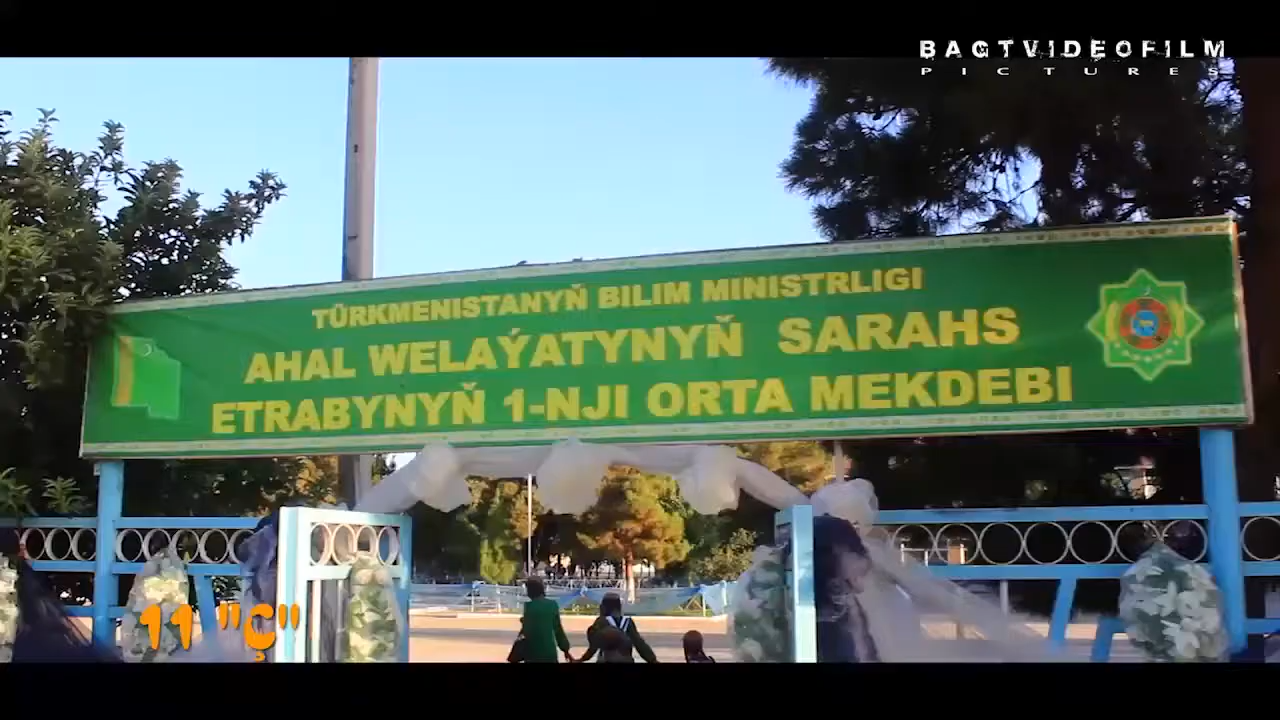 BAGTVIDEOFILM
PICTURES
TÜRKMENISTANYŇ BILIM MINISTRLIGI
AHAL WELAÝATYNYŇ SARAHS
ETRABYNYŇ 1-NJI ORTA MEKDEBI
11 "Ç"